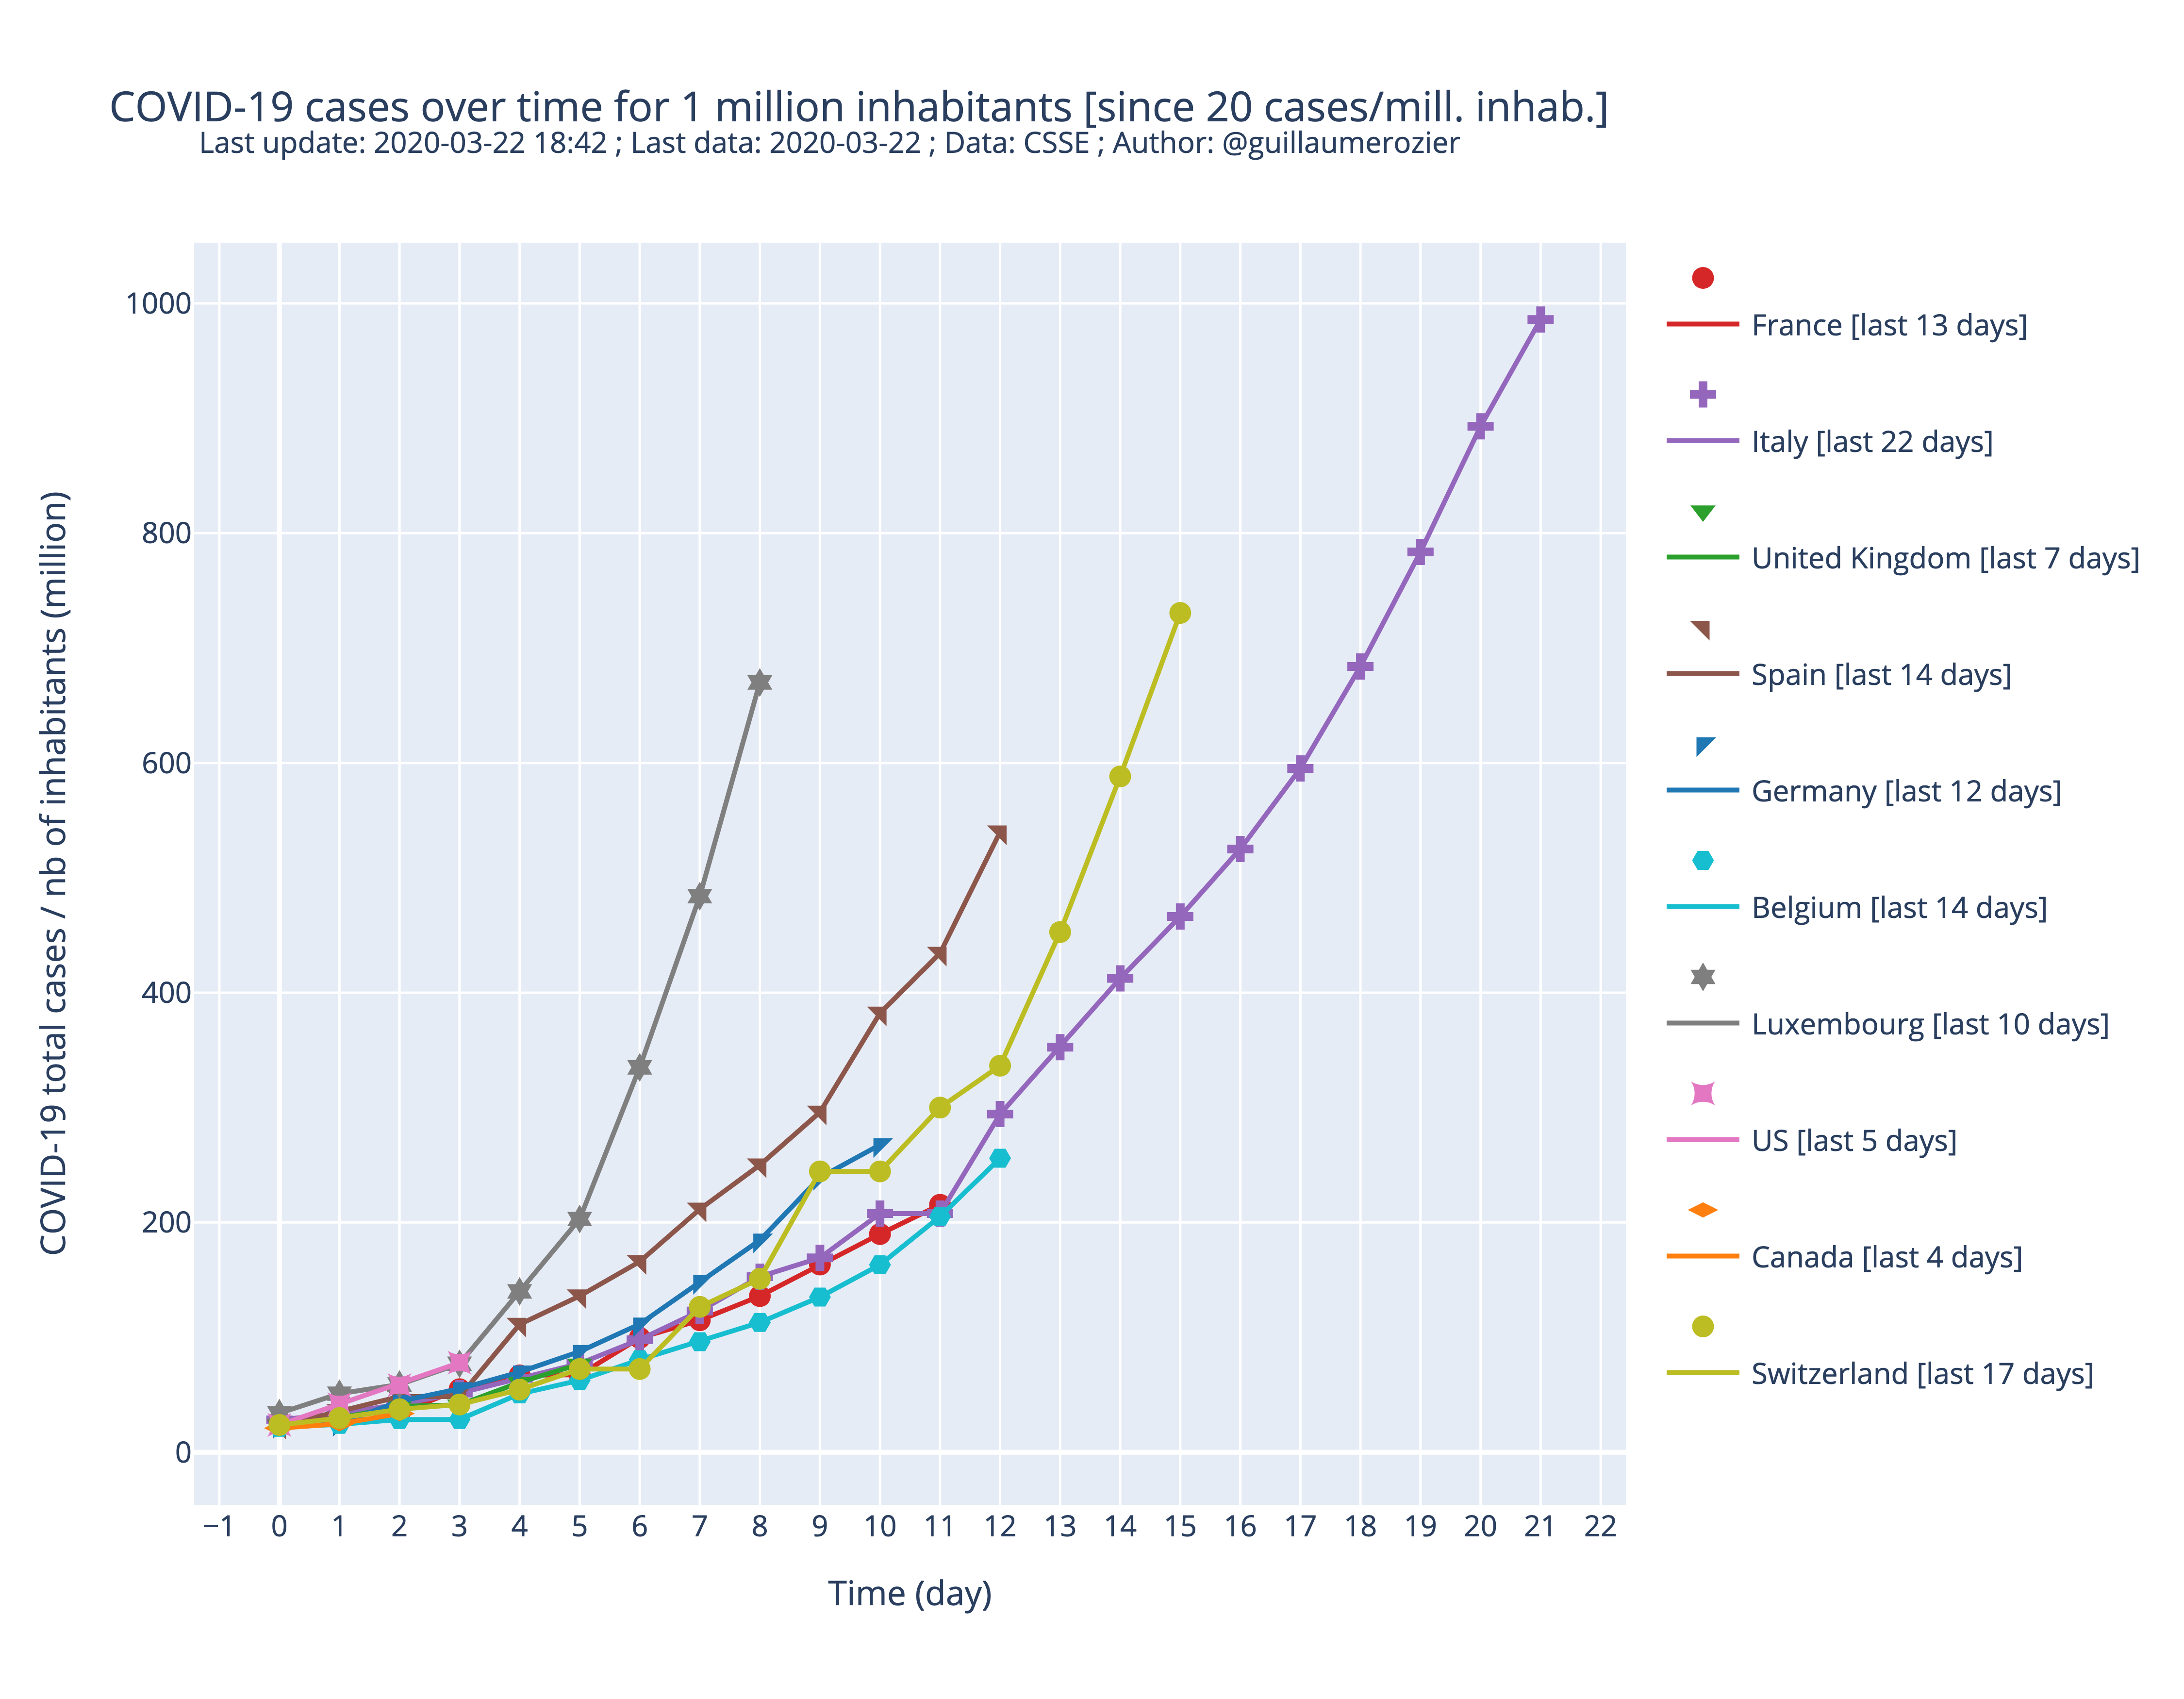 COVID-19 cases over time for 1 million inhabitants [since 20 cases/mill. inhab.]
Last update: 2020-03-22 18:42 ; Last data: 2020-03-22 ; Data: CSSE ; Author: @guillaumerozier
COVID-19 total cases / nb of inhabitants (million)
1000
800
600
400
200
0
−1 0 1 2 3 4 5 6 7 8 9 10 11 12 13 14 15 16 17 18 19 20 21 22
Time (day)
France [last 13 days]
Italy [last 22 days]
United Kingdom [last 7 days]
Spain [last 14 days]
Germany [last 12 days]
Belgium [last 14 days]
Luxembourg [last 10 days]
US [last 5 days]
Canada [last 4 days]
Switzerland [last 17 days]